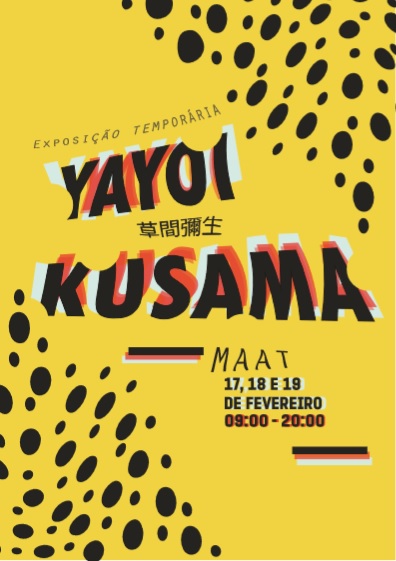 EXPOSIÇÃO TEMPORÁRIA
YAYOI
草間彌生
KUSAMA
MAAT
17, 18 E 19
DE FEVEREIRO
09:00 - 20:00